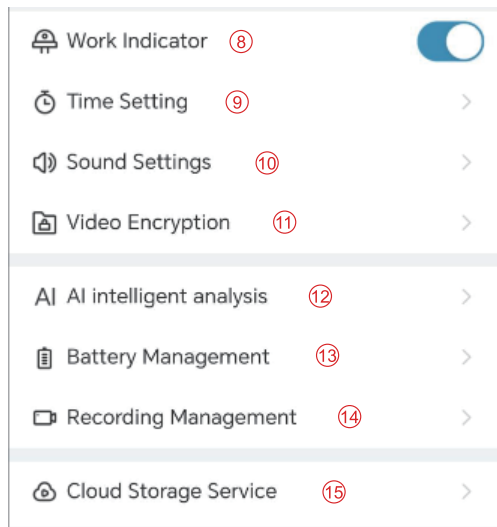 Work Indicator ⑧
Time Setting ⑨
Sound Settings ⑩
Video Encryption ⑪
AI AI intelligent analysis ⑫
Battery Management ⑬
Recording Management ⑭
Cloud Storage Service ⑮